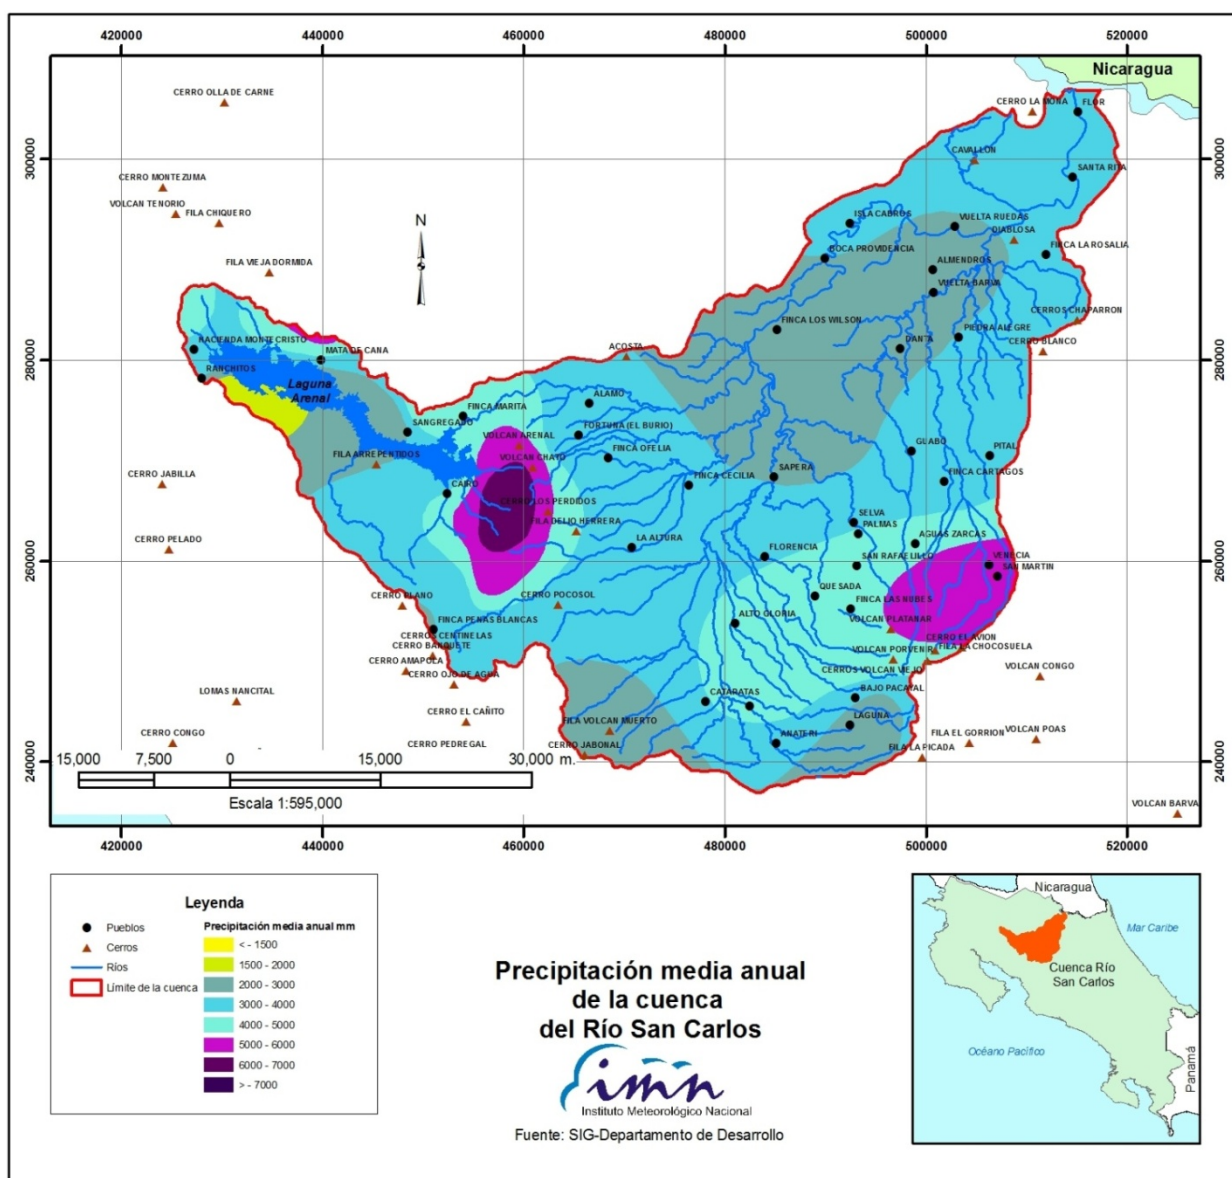 420000 440000 460000 480000 500000 520000
Nicaragua
CERRO OLLA DE CARNE
CERRO LA MONA
FLOR
300000
300000
CAVALLON
CERRO MONTEZUMA
SANTA RITA
VOLCAN TENORIO
FILA CHIQUERO
N
ISLA CABROS
VUELTA RUEDAS
DIABLOSA
BOCA PROVIDENCIA
FINCA LA ROSALIA
FILA VIEJA DORMIDA
ALMENDROS
VUELTA BARVA
CERROS CHAPARRON
FINCA LOS WILSON
PIEDRA ALEGRE
HACIENDA MONTECRISTO
DANTA
CERRO BLANCO
MATA DE CANA
ACOSTA
280000
280000
RANCHITOS
Laguna
Arenal
ALAMO
FINCA MARITA
SANGREGADO
FORTUNA (EL BURIO)
VOLCAN ARENAL
GUABO
PITAL
FINCA OFELIA
FILA ARREPENTIDOS
VOLCAN CHATO
SAPERA
FINCA CARTAGOS
CERRO JABILLA
FINCA CECILIA
CAIRO
CERRO LOS PERDIDOS
FILA DELIO HERRERA
SELVA
PALMAS
CERRO PELADO
LA ALTURA
AGUAS ZARCAS
FLORENCIA
VENECIA
260000
260000
SAN RAFAELILLO
SAN MARTIN
QUESADA
CERRO PLANO
CERRO POCOSOL
FINCA LAS NUBES
ALTO GLORIA
VOLCAN PLATANAR
FINCA PENAS BLANCAS
CERROS CENTINELAS
CERRO EL AVION
CERRO BANQUETE
VOLCAN PORVENIR
FILA LA CHOCOSUELA
CERRO AMAPOLA
CERROS VOLCAN VIEJO
VOLCAN CONGO
CERRO OJO DE AGUA
LOMAS NANCITAL
CATARATAS
BAJO PACAYAL
CERRO EL CAÑITO
FILA VOLCAN MUERTO
LAGUNA
CERRO CONGO
ANATERI
FILA EL GORRION
VOLCAN POAS
CERRO PEDREGAL
CERRO JABONAL
FILA LA PICADA
240000
240000
15,000 7,500 0 15,000 30,000 m.
Escala 1:595,000
VOLCAN BARVA
420000 440000 460000 480000 500000 520000
Leyenda
Pueblos
Cerros
Ríos
Límite de la cuenca
Precipitación media anual mm
< - 1500
1500 - 2000
2000 - 3000
3000 - 4000
4000 - 5000
5000 - 6000
6000 - 7000
> - 7000
Precipitación media anual
de la cuenca
del Río San Carlos
imn
Instituto Meteorológico Nacional
Fuente: SIG-Departamento de Desarrollo
Nicaragua
Mar Caribe
Cuenca Río
San Carlos
Océano Pacífico
Panamá